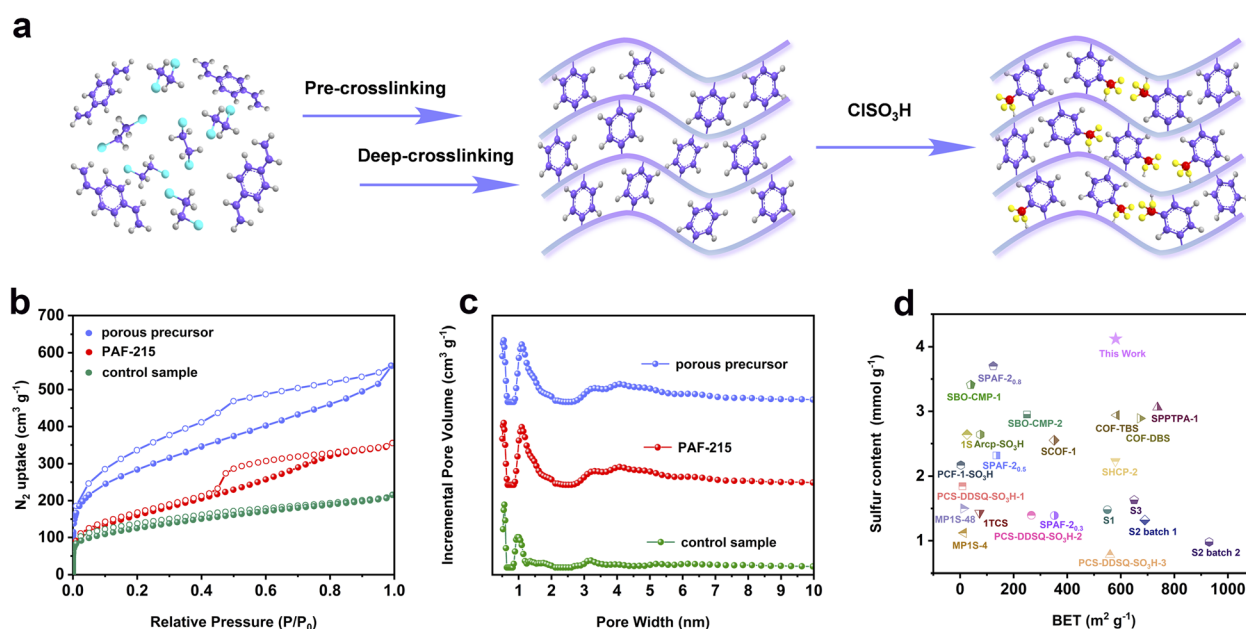 a
Pre-crosslinking
Deep-crosslinking
ClSO₃H
b
N₂ uptake (cm³ g⁻¹)
700
600
500
400
300
200
100
0
porous precursor
PAF-215
control sample
0.0 0.2 0.4 0.6 0.8 1.0
Relative Pressure (P/P₀)
c
Incremental Pore Volume (cm³ g⁻¹)
porous precursor
PAF-215
control sample
1 2 3 4 5 6 7 8 9 10
Pore Width (nm)
d
Sulfur content (mmol g⁻¹)
4
3
2
1
This Work
SPAF-2₀.₈
SBO-CMP-1
SPPTPA-1
SBO-CMP-2
COF-TBS
COF-DBS
1S
Arcp-SO₃H
SCOF-1
SPAF-2₀.₅
SHCP-2
PCF-1-SO₃H
PCS-DDSQ-SO₃H-1
S3
MP1S-48
1TCS
SPAF-2₀.₃
S1
S2 batch 1
PCS-DDSQ-SO₃H-2
MP1S-4
S2 batch 2
PCS-DDSQ-SO₃H-3
0 200 400 600 800 1000
BET (m² g⁻¹)